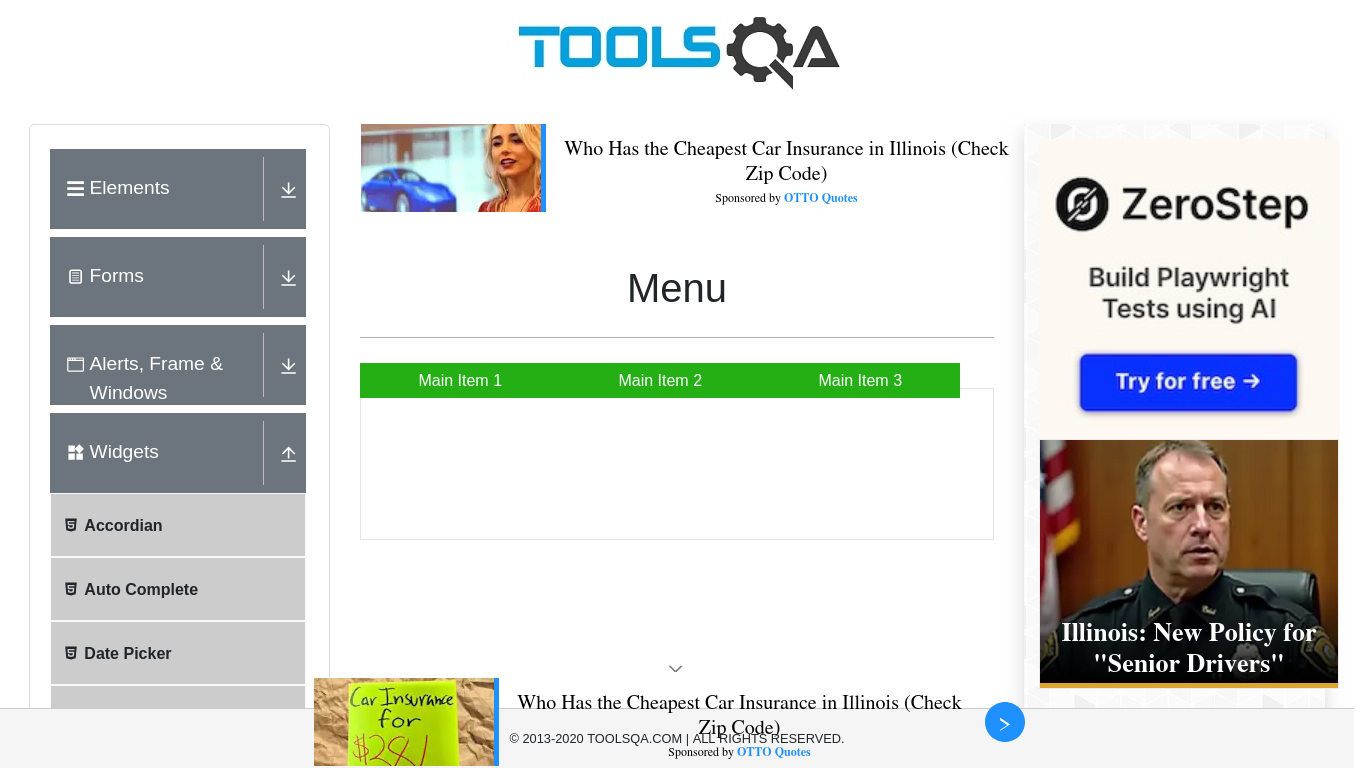 TOOLSQA
Elements
Forms
Alerts, Frame &
Windows
Widgets
Accordian
Auto Complete
Date Picker
Who Has the Cheapest Car Insurance in Illinois (Check
Zip Code)
Sponsored by OTTO Quotes
Menu
Main Item 1
Main Item 2
Main Item 3
ZeroStep
Build Playwright
Tests using AI
Try for free →
Illinois: New Policy for
"Senior Drivers"
Car Insurance
for
$28/
Who Has the Cheapest Car Insurance in Illinois (Check
Zip Code)
Sponsored by OTTO Quotes
© 2013-2020 TOOLSQA.COM | ALL RIGHTS RESERVED.